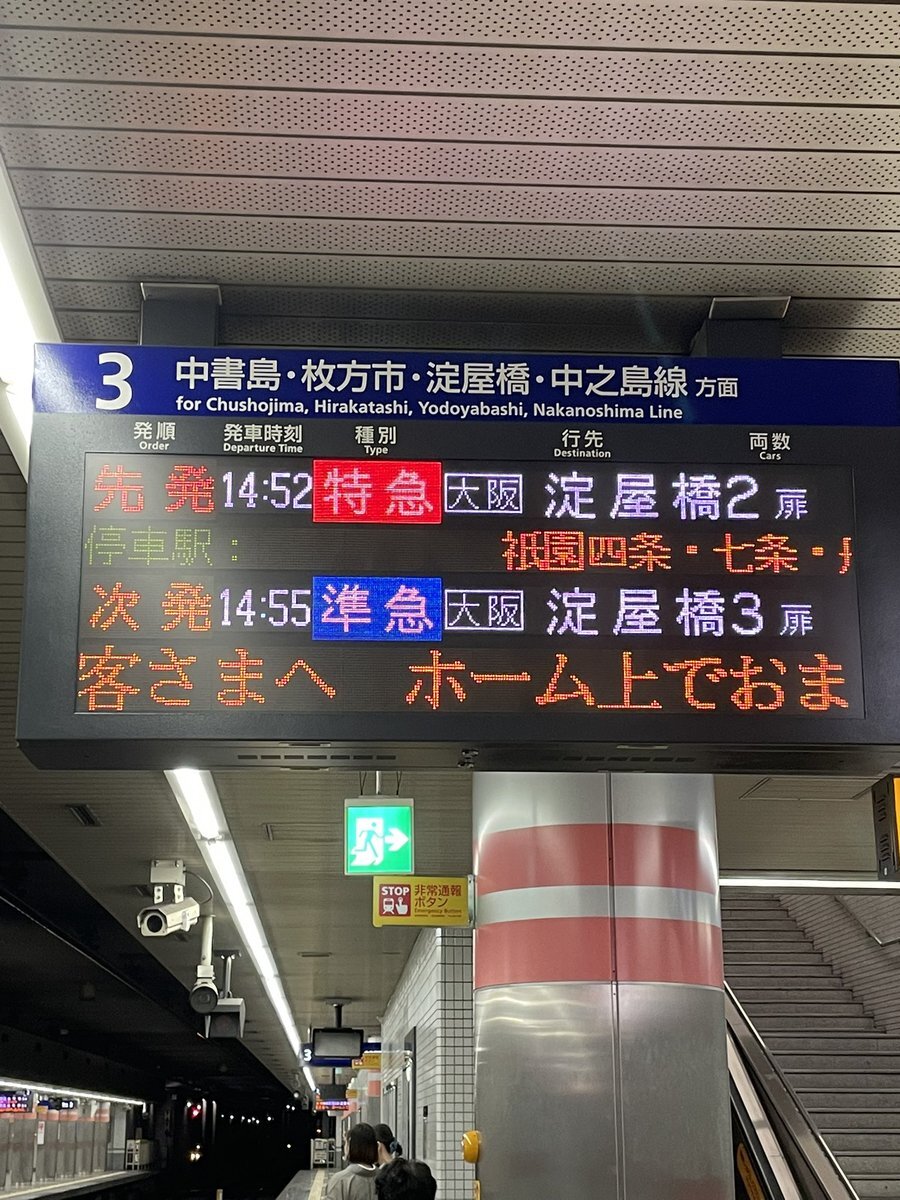 3 中書島・枚方市・淀屋橋・中之島線 方面
for Chushojima, Hirakatashi, Yodoyabashi, Nakanoshima Line
発順 発車時刻 種別 行先 両数
Order Departure Time Type Destination Cars
先発 14:52 特急 大阪 淀屋橋2扉
停車駅: 祇園四条・七条・
次発 14:55 準急 大阪 淀屋橋3扉
客さまへ ホーム上でおま
STOP 非常通報
ボタン
Emergency Button
3